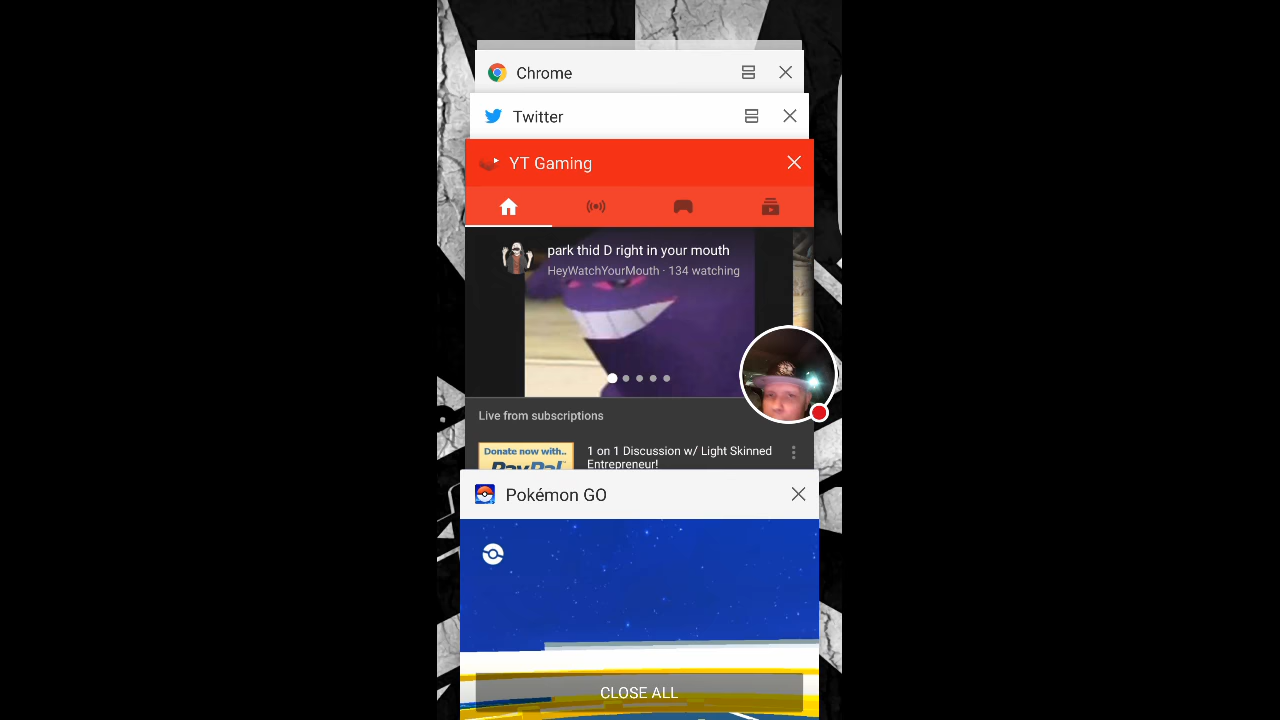 Chrome
Twitter
YT Gaming
park thid D right in your mouth
HeyWatchYourMouth · 134 watching
Live from subscriptions
Donate now with..
PayPal
1 on 1 Discussion w/ Light Skinned
Entrepreneur!
Pokémon GO
CLOSE ALL